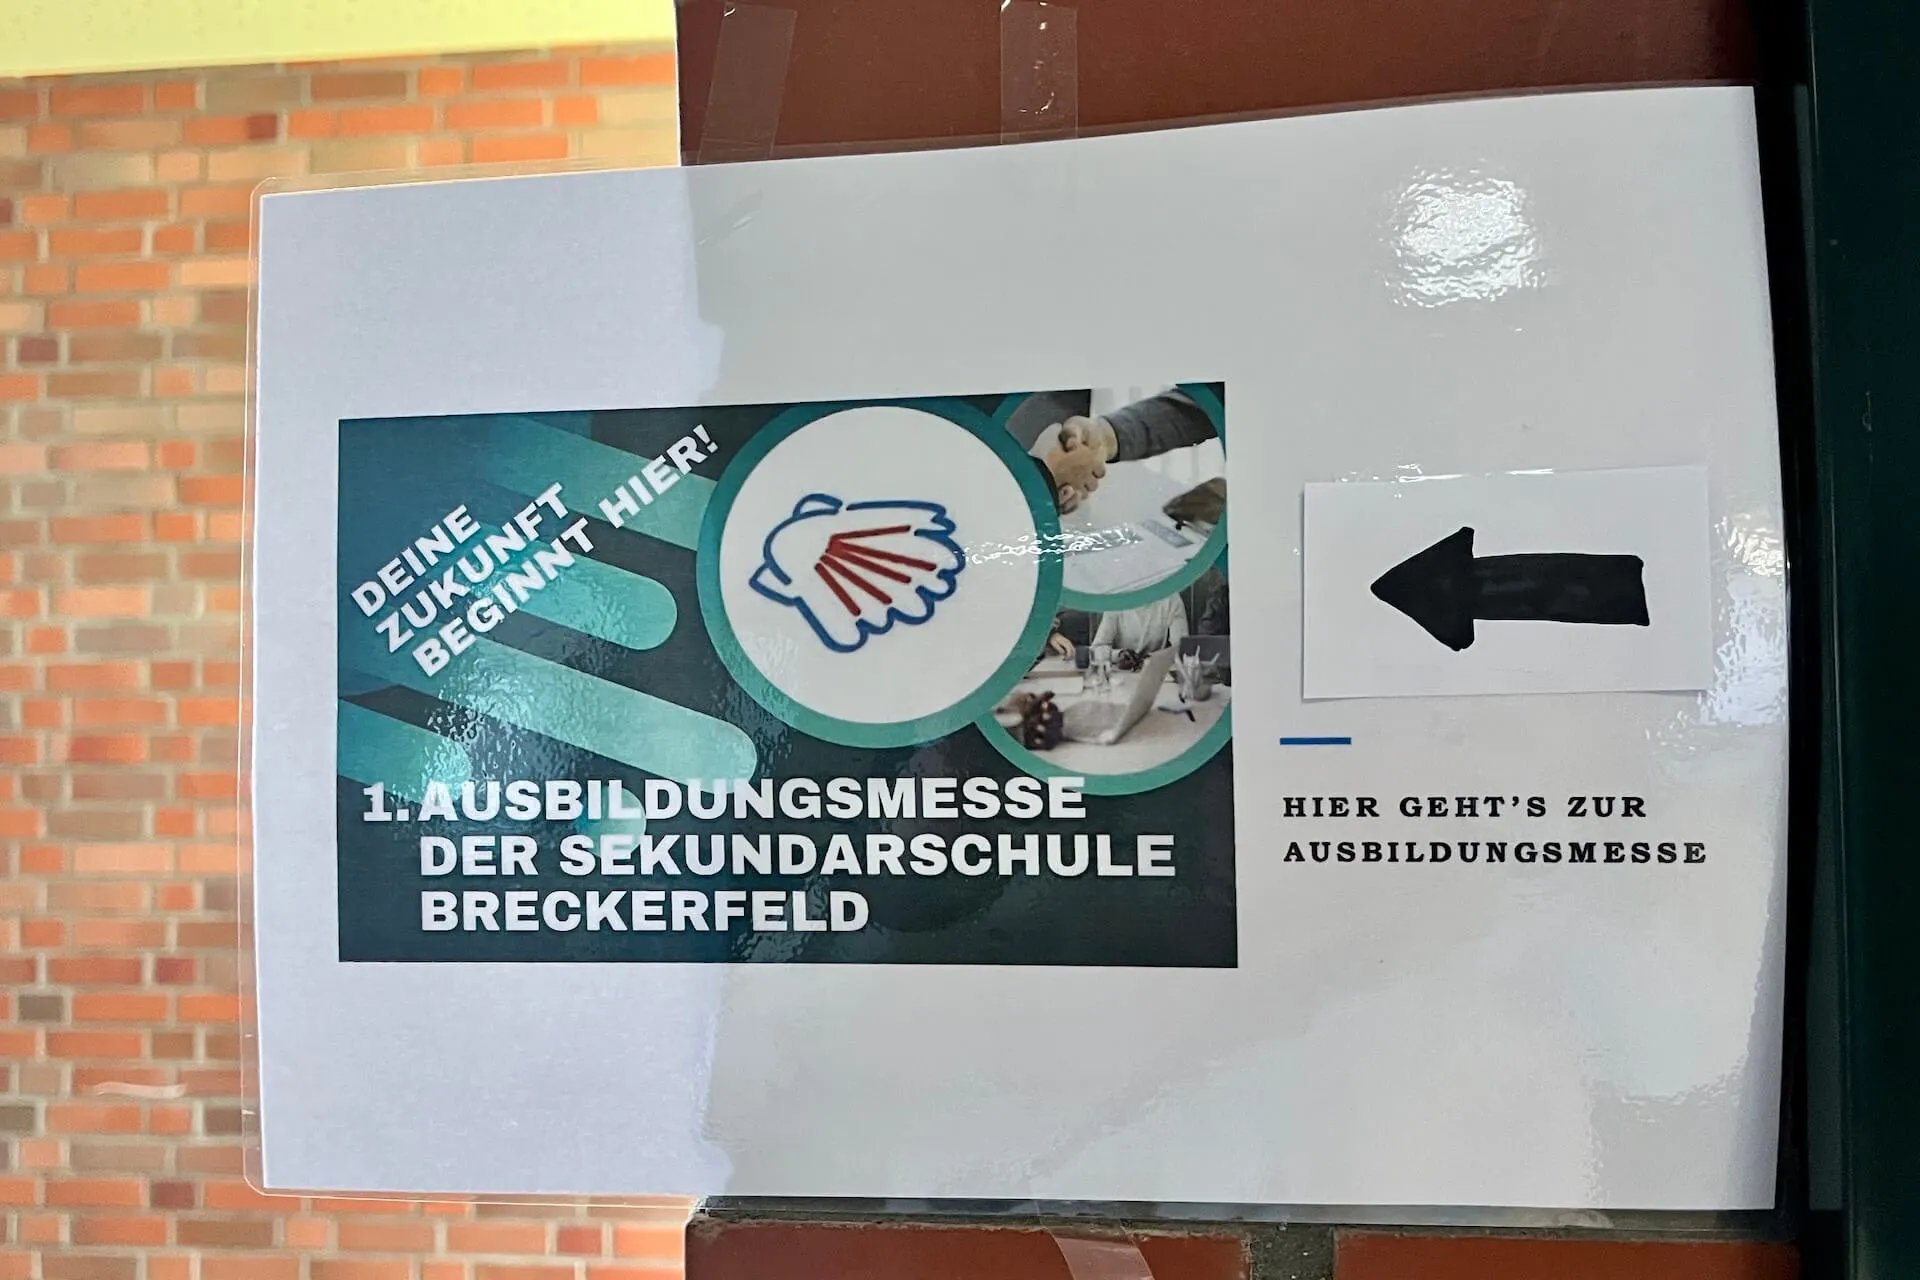 DEINE
ZUKUNFT
BEGINNT HIER!
1. AUSBILDUNGSMESSE
DER SEKUNDARSCHULE
BRECKERFELD
HIER GEHT'S ZUR
AUSBILDUNGSMESSE